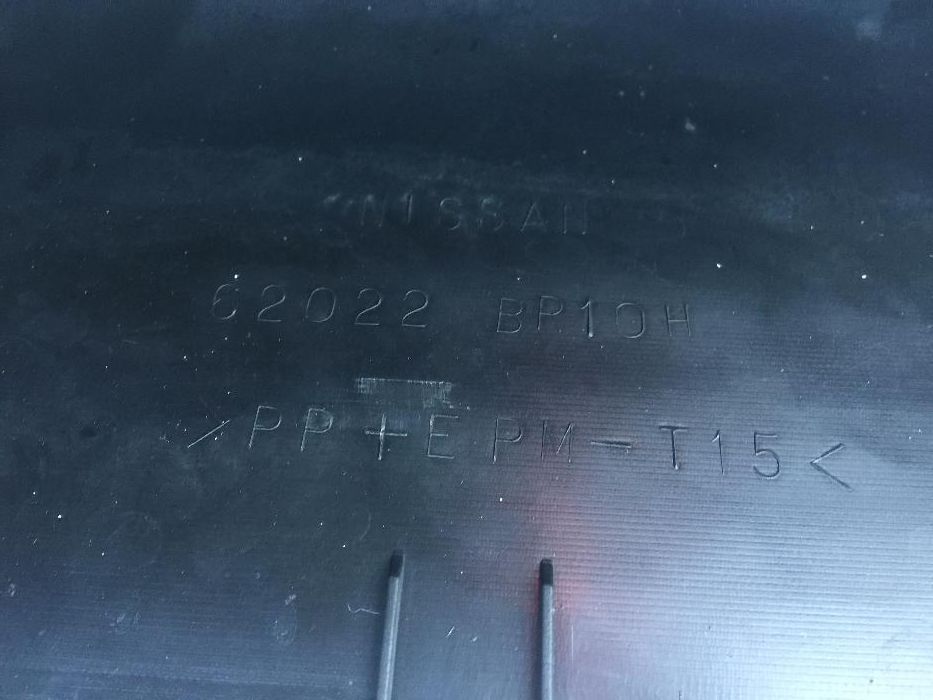 NISSAN
62022 BP10H
>PP+EPM-T15<